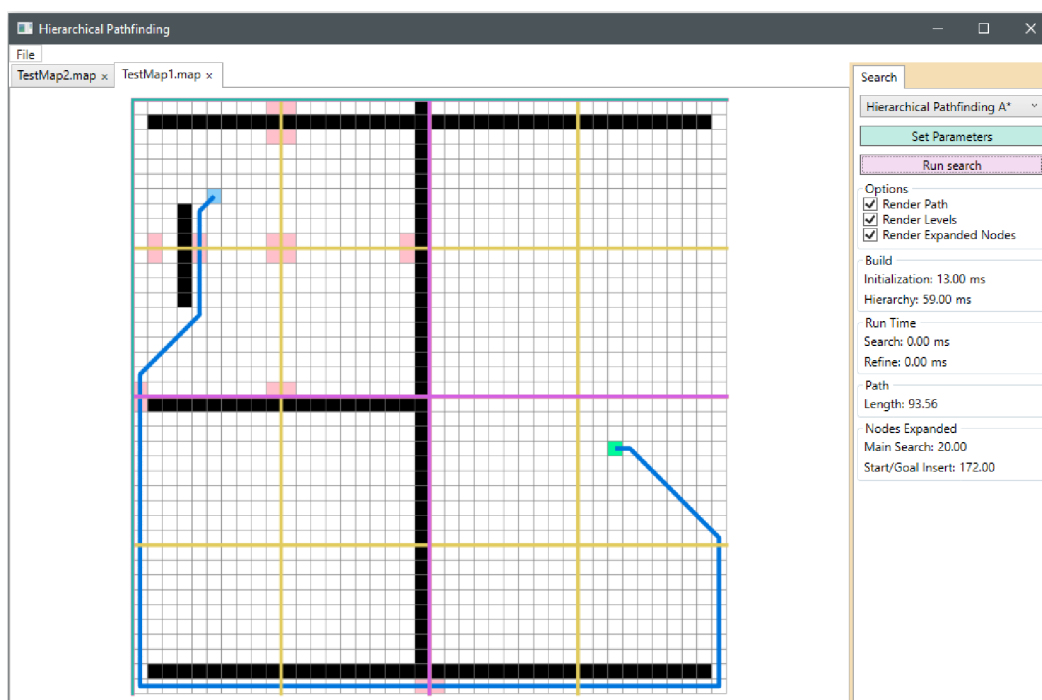 Hierarchical Pathfinding
File
TestMap2.map x TestMap1.map x
Search
Hierarchical Pathfinding A*
Set Parameters
Run search
Options
Render Path
Render Levels
Render Expanded Nodes
Build
Initialization: 13.00 ms
Hierarchy: 59.00 ms
Run Time
Search: 0.00 ms
Refine: 0.00 ms
Path
Length: 93.56
Nodes Expanded
Main Search: 20.00
Start/Goal Insert: 172.00